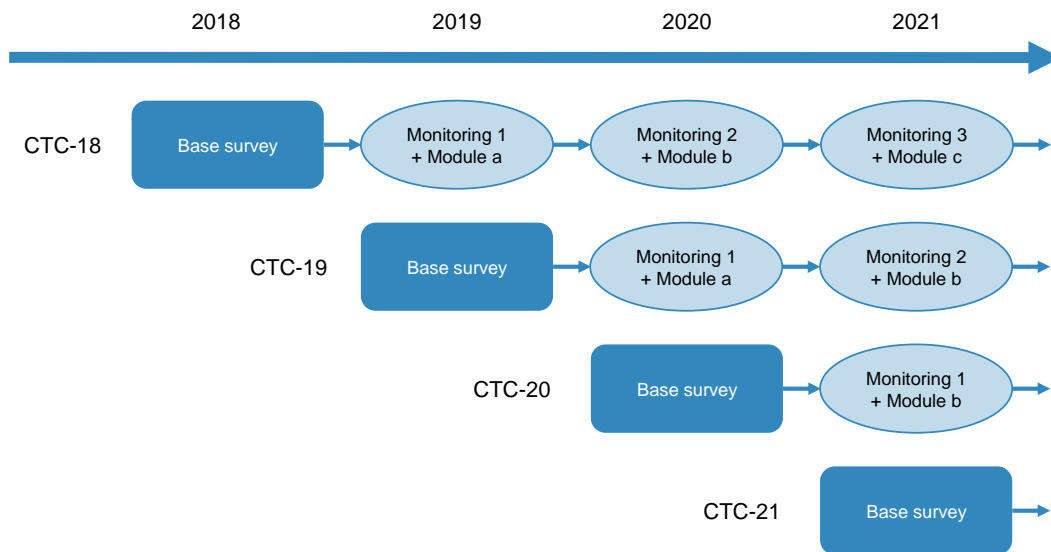 2018 2019 2020 2021
CTC-18
Base survey
Monitoring 1
+ Module a
Monitoring 2
+ Module b
Monitoring 3
+ Module c
CTC-19
Base survey
Monitoring 1
+ Module a
Monitoring 2
+ Module b
CTC-20
Base survey
Monitoring 1
+ Module b
CTC-21
Base survey